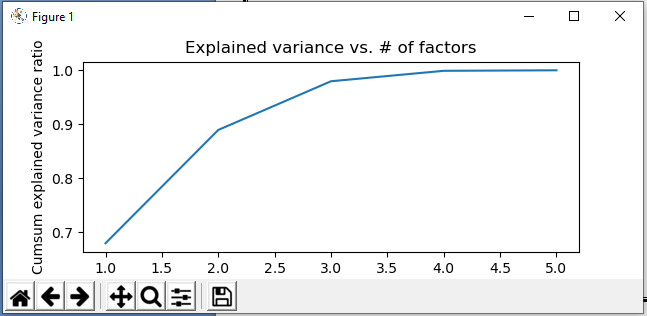 Figure 1
Explained variance vs. # of factors
Cumsum explained variance ratio
1.0
0.9
0.8
0.7
1.0 1.5 2.0 2.5 3.0 3.5 4.0 4.5 5.0